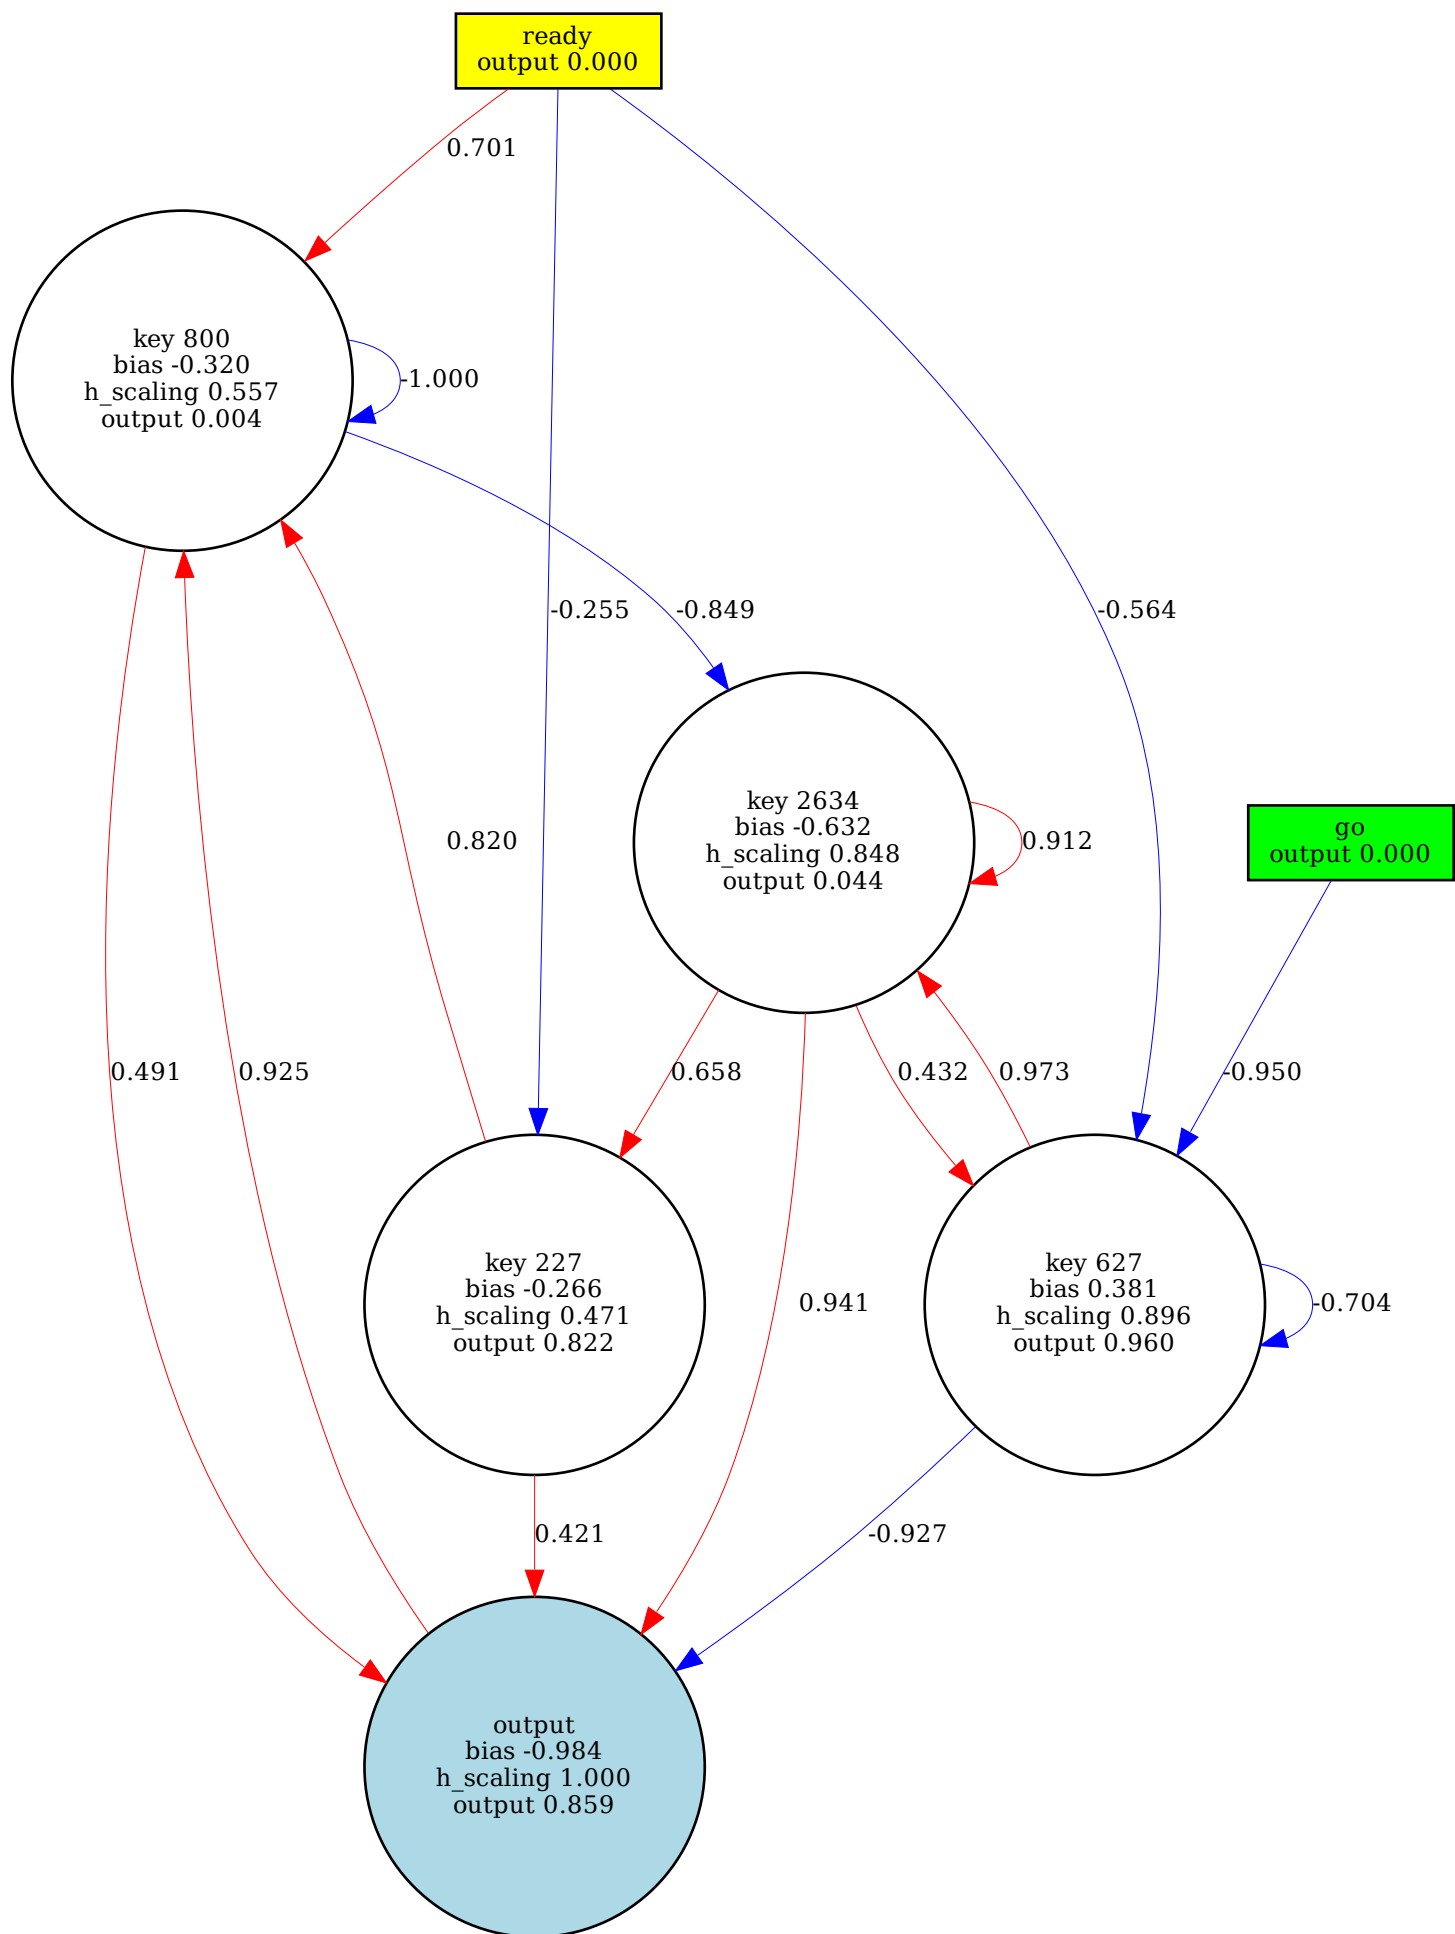 ready
output 0.000
0.701
key 800
bias -0.320
h_scaling 0.557
output 0.004
-1.000
-0.255
-0.849
-0.564
key 2634
bias -0.632
h_scaling 0.848
output 0.044
0.912
0.820
go
output 0.000
0.491
0.925
0.658
0.432
0.973
-0.950
key 227
bias -0.266
h_scaling 0.471
output 0.822
0.941
key 627
bias 0.381
h_scaling 0.896
output 0.960
-0.704
0.421
-0.927
output
bias -0.984
h_scaling 1.000
output 0.859